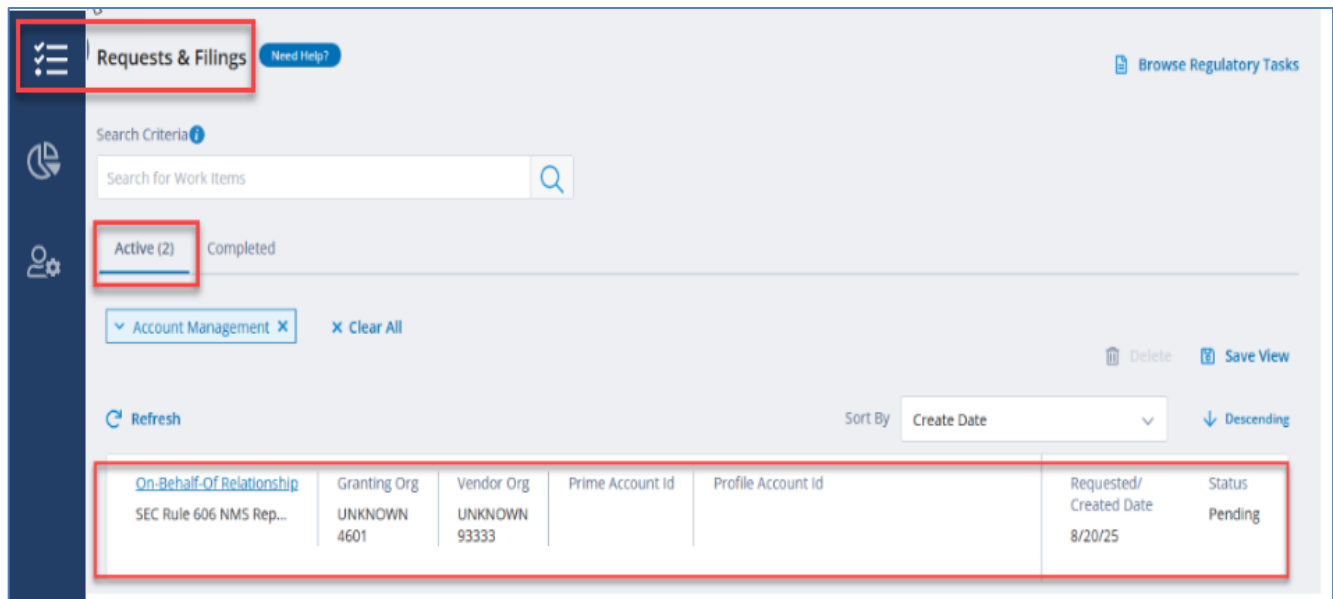 Requests & Filings
Need Help?
Browse Regulatory Tasks
Search Criteria
Search for Work Items
Active (2)
Completed
Account Management
Clear All
Delete
Save View
Refresh
Sort By
Create Date
Descending
On-Behalf-Of Relationship
SEC Rule 606 NMS Rep...
Granting Org
UNKNOWN
4601
Vendor Org
UNKNOWN
93333
Prime Account Id
Profile Account Id
Requested/
Created Date
8/20/25
Status
Pending